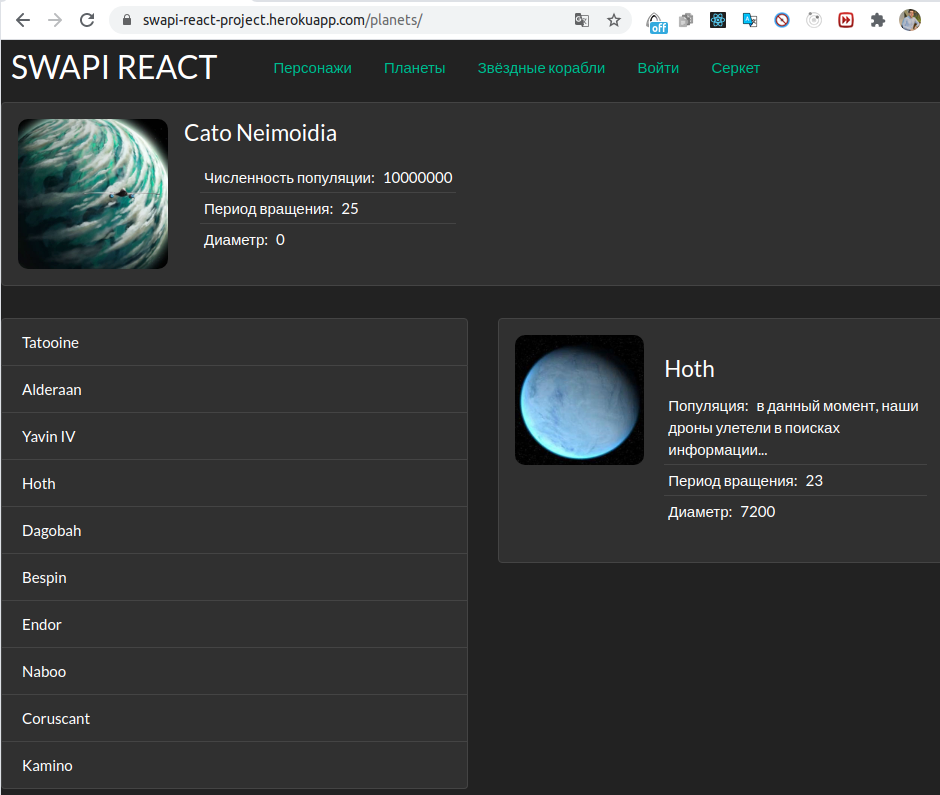 swapi-react-project.herokuapp.com/planets/
off
SWAPI REACT
Персонажи
Планеты
Звёздные корабли
Войти
Серкет
Cato Neimoidia
Численность популяции: 10000000
Период вращения: 25
Диаметр: 0
Tatooine
Alderaan
Yavin IV
Hoth
Dagobah
Bespin
Endor
Naboo
Coruscant
Kamino
Hoth
Популяция: в данный момент, наши
дроны улетели в поисках
информации...
Период вращения: 23
Диаметр: 7200